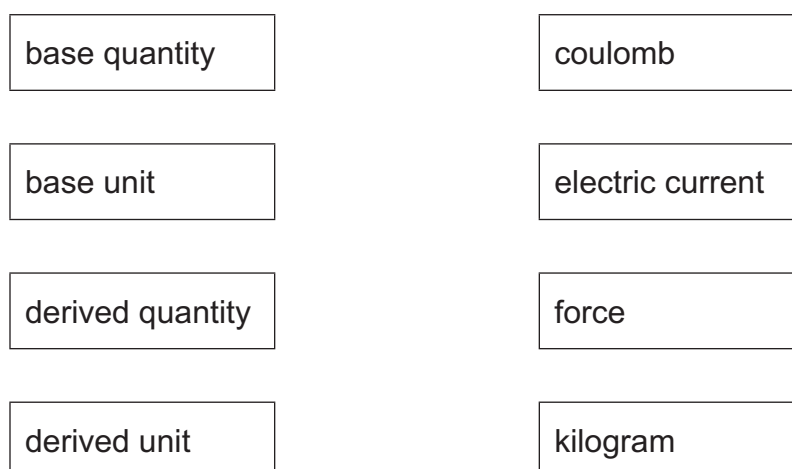 base quantity
coulomb
base unit
electric current
derived quantity
force
derived unit
kilogram